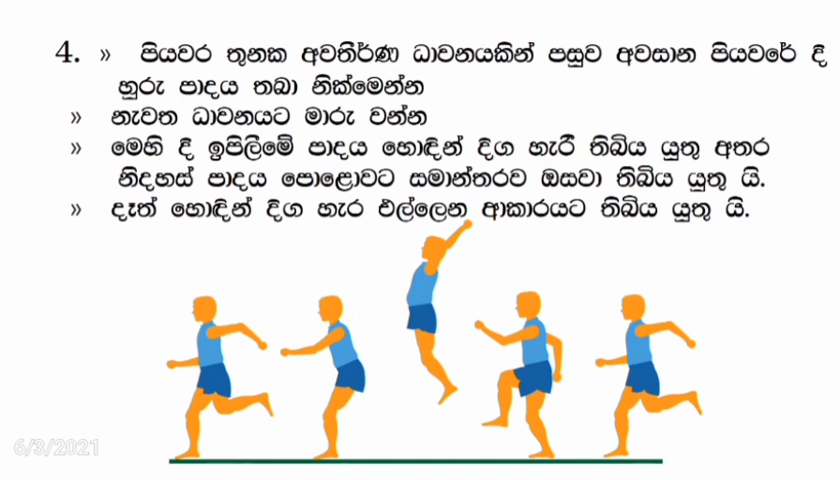 4. » පියවර තුනක අවතීර්ණ ධාවනයකින් පසුව අවසාන පියවරේ දී
හුරු පාදය තබා නික්මෙන්න
» නැවත ධාවනයට මාරු වන්න
» මෙහි දී ඉපිලීමේ පාදය හොඳින් දිග හැරී තිබිය යුතු අතර
නිදහස් පාදය පොළොවට සමාන්තරව ඔසවා තිබිය යුතු යි.
» දෑත් හොඳින් දිග හැර එල්ලෙන ආකාරයට තිබිය යුතු යි.
6/3/2021